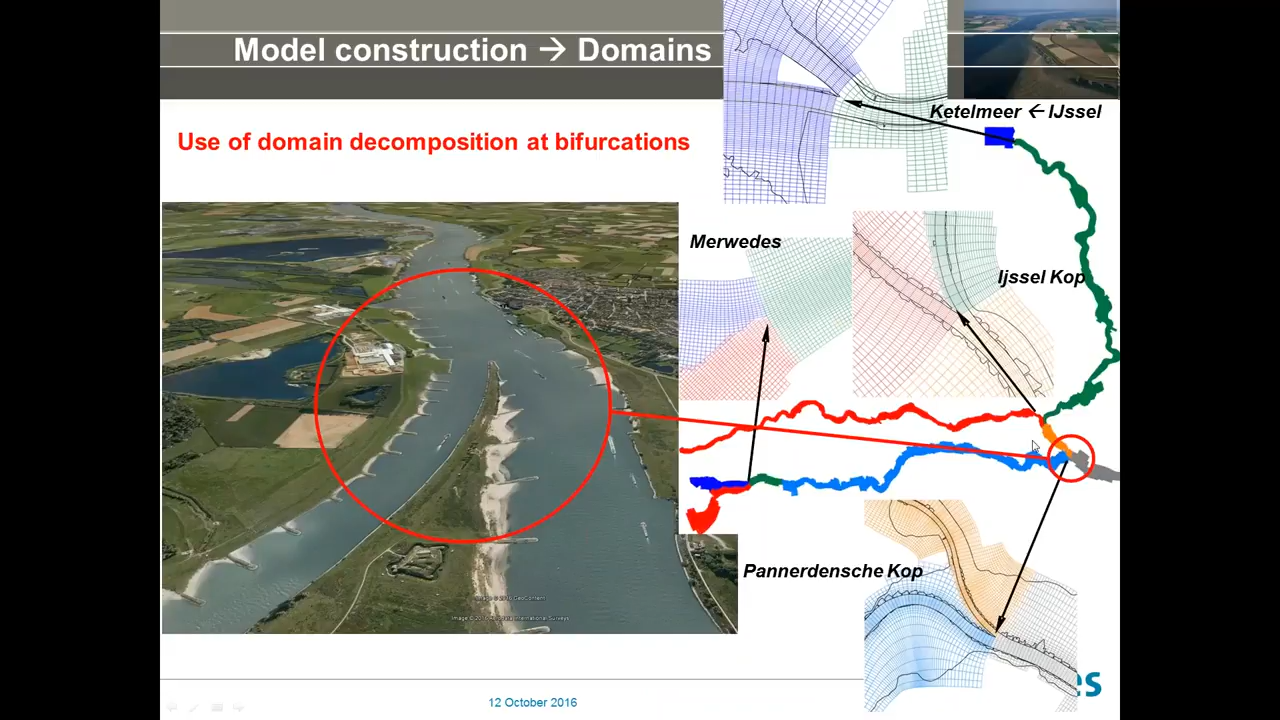 Model construction → Domains
Ketelmeer ← IJssel
Use of domain decomposition at bifurcations
Merwedes
Ijssel Kop
Pannerdensche Kop
12 October 2016
es